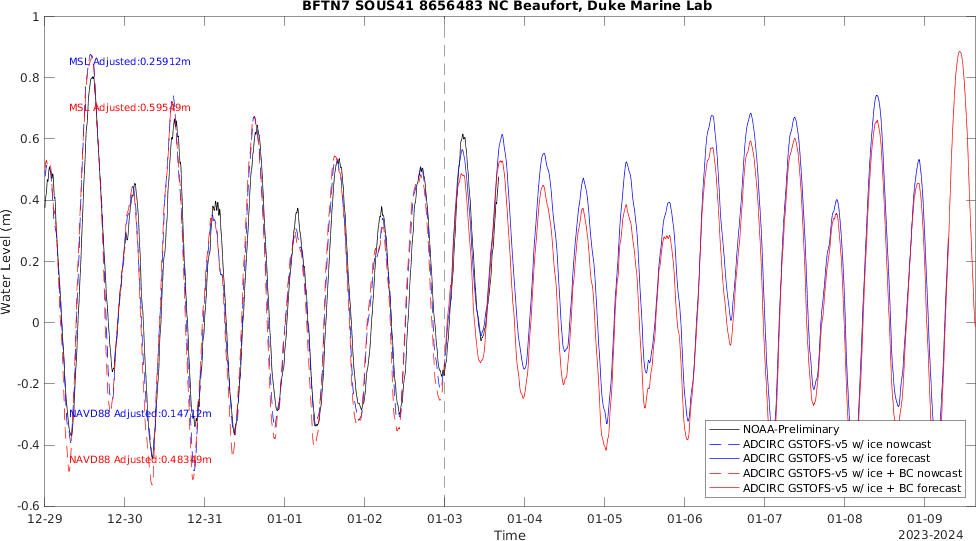 BFTN7 SOUS41 8656483 NC Beaufort, Duke Marine Lab
1
0.8
0.6
0.4
0.2
0
-0.2
-0.4
-0.6
Water Level (m)
MSL Adjusted:0.25912m
MSL Adjusted:0.59549m
NAVD88 Adjusted:0.14712m
NAVD88 Adjusted:0.48349m
NOAA-Preliminary
ADCIRC GSTOFS-v5 w/ ice nowcast
ADCIRC GSTOFS-v5 w/ ice forecast
ADCIRC GSTOFS-v5 w/ ice + BC nowcast
ADCIRC GSTOFS-v5 w/ ice + BC forecast
12-29 12-30 12-31 01-01 01-02 01-03 01-04 01-05 01-06 01-07 01-08 01-09
Time
2023-2024